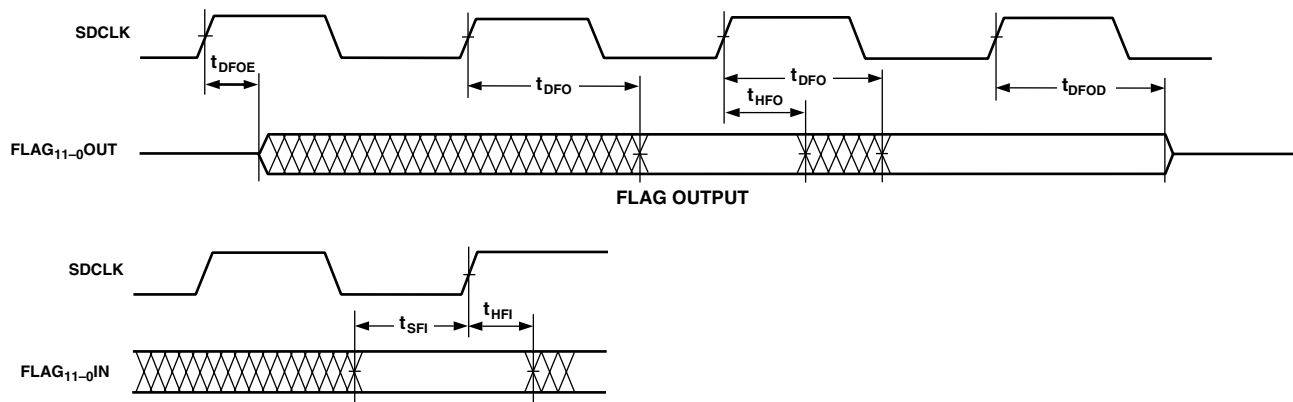 SDCLK
tDFOE
tDFO
tDFO
tHFO
tDFOD
FLAG11–0OUT
FLAG OUTPUT
SDCLK
tSFI
tHFI
FLAG11–0IN